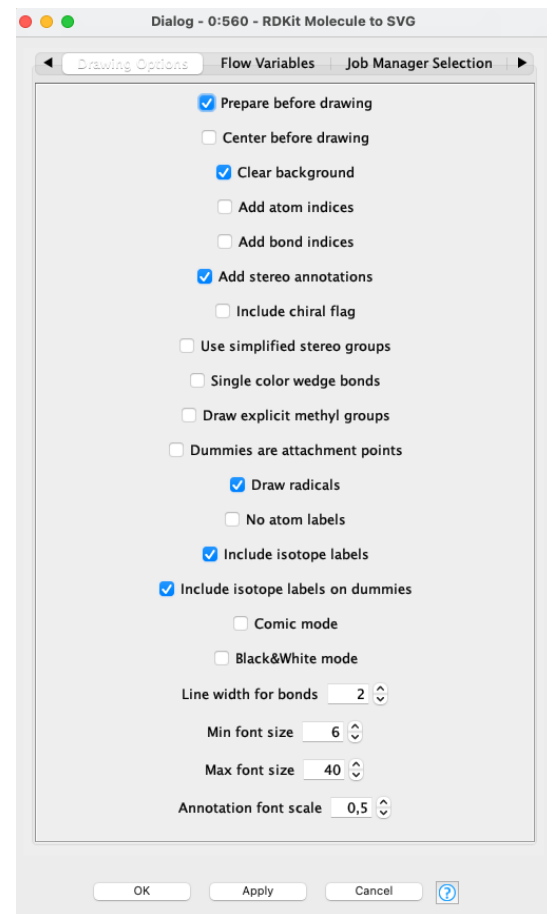 Dialog - 0:560 - RDKit Molecule to SVG
Drawing Options Flow Variables Job Manager Selection
Prepare before drawing
Center before drawing
Clear background
Add atom indices
Add bond indices
Add stereo annotations
Include chiral flag
Use simplified stereo groups
Single color wedge bonds
Draw explicit methyl groups
Dummies are attachment points
Draw radicals
No atom labels
Include isotope labels
Include isotope labels on dummies
Comic mode
Black&White mode
Line width for bonds 2
Min font size 6
Max font size 40
Annotation font scale 0,5
OK Apply Cancel ?